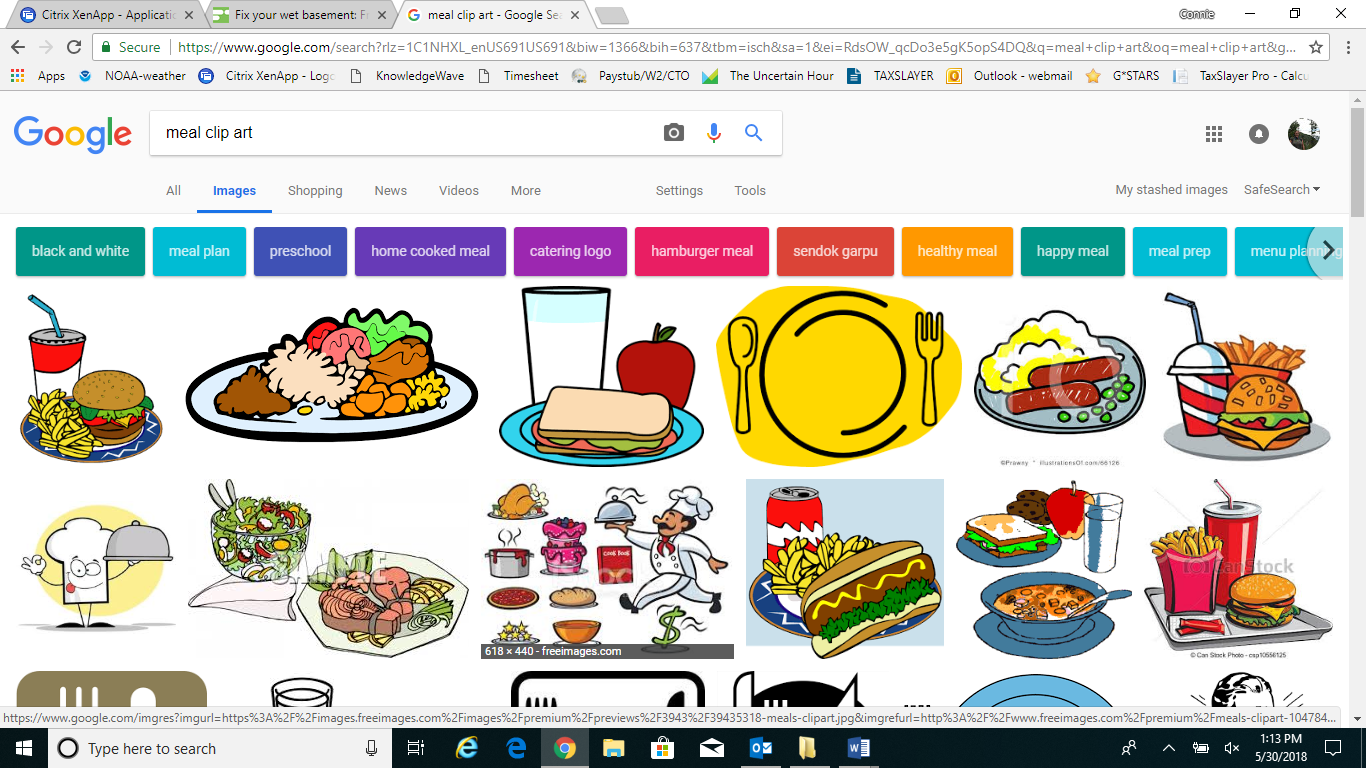 Citrix XenApp - Applicatio
Fix your wet basement: Fr
meal clip art - Google Sea
Connie
Secure
https://www.google.com/search?rlz=1C1NHXL_enUS691US691&biw=1366&bih=637&tbm=isch&sa=1&ei=RdsOW_qcDo3e5gK5opS4DQ&q=meal+clip+art&oq=meal+clip+art&g...
Apps NOAA-weather Citrix XenApp - Logo KnowledgeWave Timesheet Paystub/W2/CTO The Uncertain Hour TAXSLAYER Outlook - webmail G*STARS TaxSlayer Pro - Calcu
Google
meal clip art
All Images Shopping News Videos More Settings Tools My stashed images SafeSearch
black and white meal plan preschool home cooked meal catering logo hamburger meal sendok garpu healthy meal happy meal meal prep menu planning
©Prawny * illustrationsOf.com/66126
COOK BOOK
SAMPLE
CanStock
618 × 440 - freeimages.com
© Can Stock Photo - csp10556125
https://www.google.com/imgres?imgurl=https%3A%2F%2Fimages.freeimages.com%2Fimages%2Fpremium%2Fpreviews%2F3943%2F39435318-meals-clipart.jpg&imgrefurl=http%3A%2F%2Fwww.freeimages.com%2Fpremium%2Fmeals-clipart-104784...
Type here to search
1:13 PM
5/30/2018